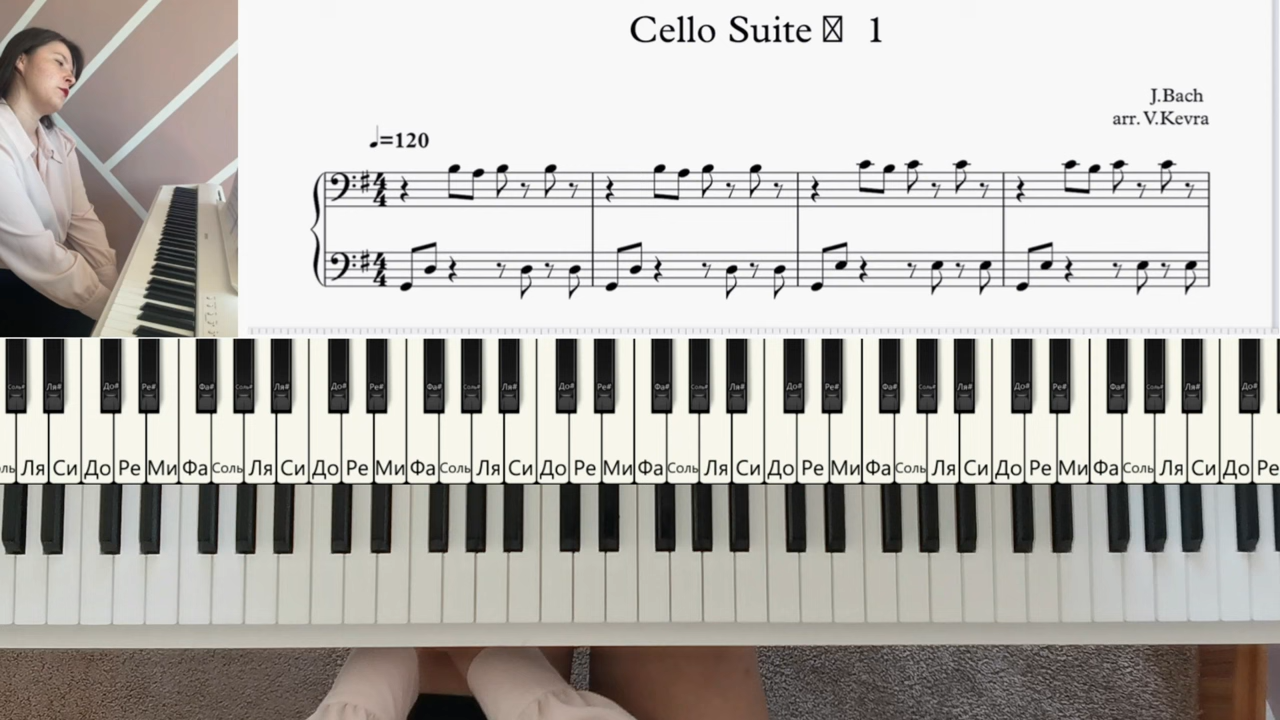 Cello Suite ☒ 1
J.Bach
arr. V.Kevra
♩=120
Соль# Ля# До# Ре# Фа# Соль# Ля# До# Ре# Фа# Соль# Ля# До# Ре# Фа# Соль# Ля# До# Ре# Фа# Соль# Ля# До# Ре# Фа# Соль# Ля# До#
ль Ля Си До Ре Ми Фа Соль Ля Си До Ре Ми Фа Соль Ля Си До Ре Ми Фа Соль Ля Си До Ре Ми Фа Соль Ля Си До Ре Ми Фа Соль Ля Си До Ре